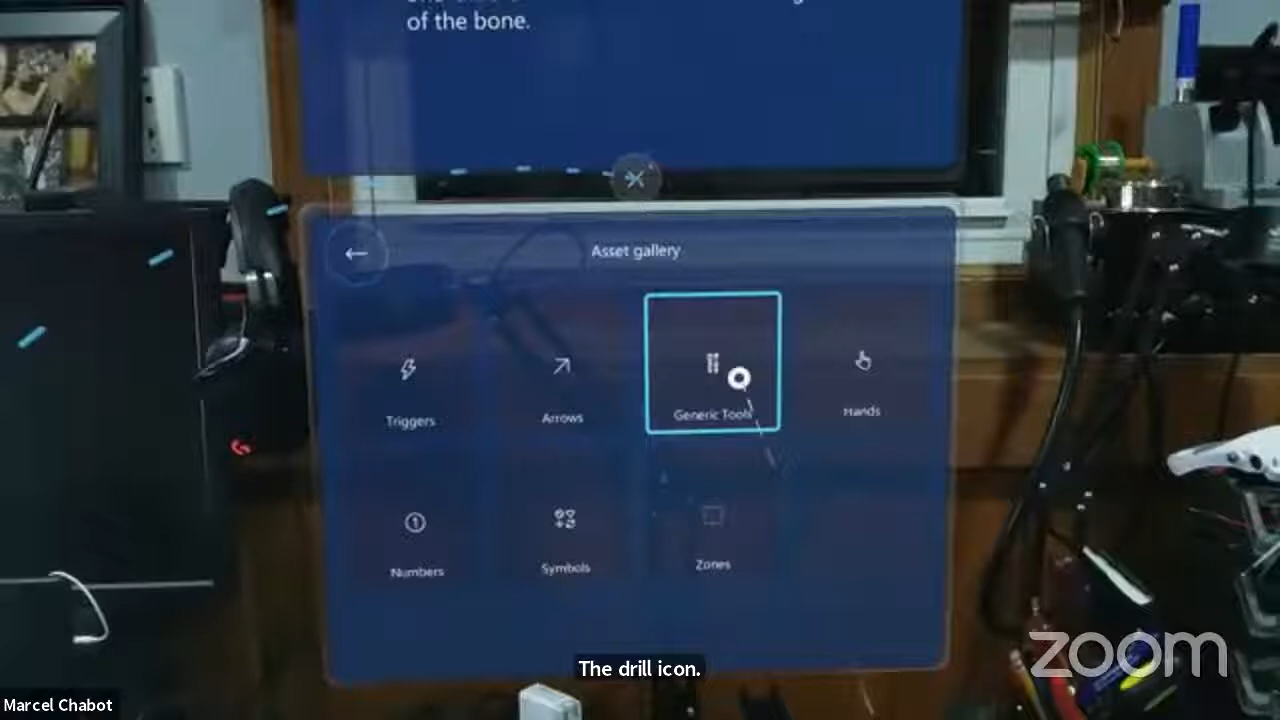 of the bone.
Asset gallery
Triggers
Arrows
Generic Tools
Hands
Numbers
Symbols
Zones
The drill icon.
zoom
Marcel Chabot